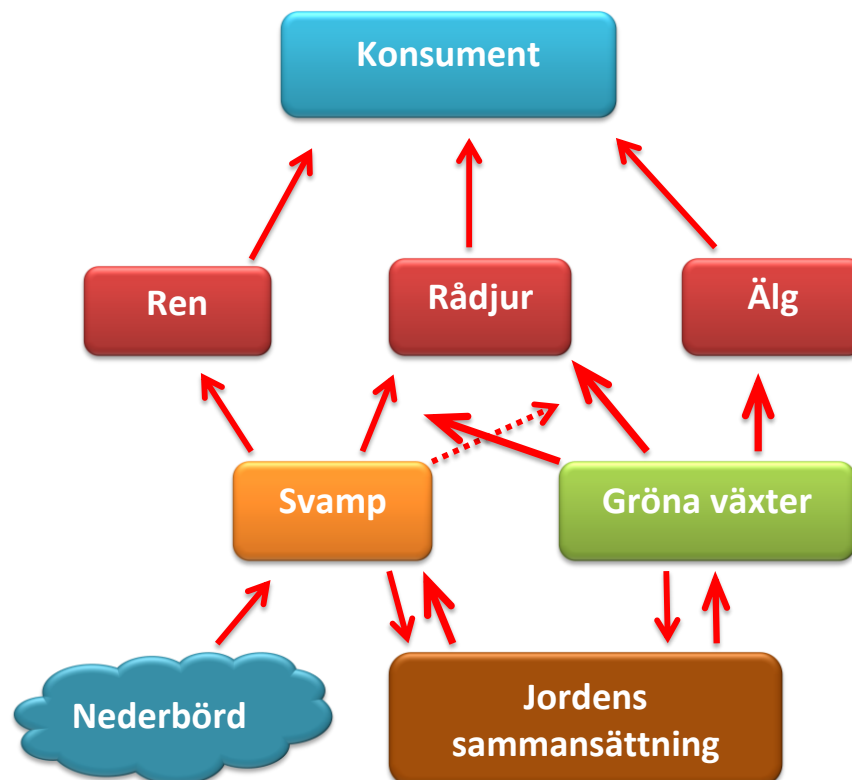 Konsument
Ren
Rådjur
Älg
Svamp
Gröna växter
Nederbörd
Jordens
sammansättning